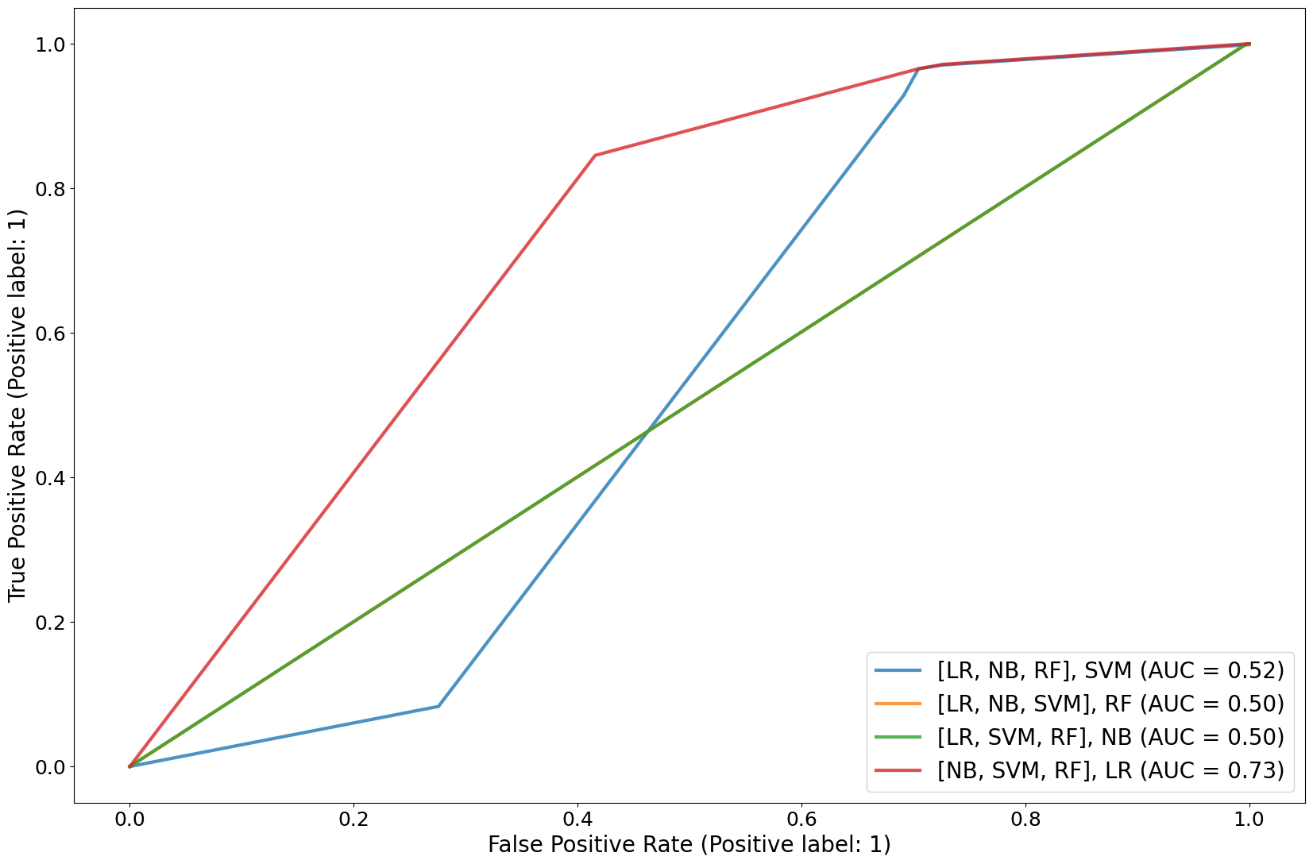 1.0
0.8
0.6
0.4
0.2
0.0
True Positive Rate (Positive label: 1)
[LR, NB, RF], SVM (AUC = 0.52)
[LR, NB, SVM], RF (AUC = 0.50)
[LR, SVM, RF], NB (AUC = 0.50)
[NB, SVM, RF], LR (AUC = 0.73)
0.0 0.2 0.4 0.6 0.8 1.0
False Positive Rate (Positive label: 1)